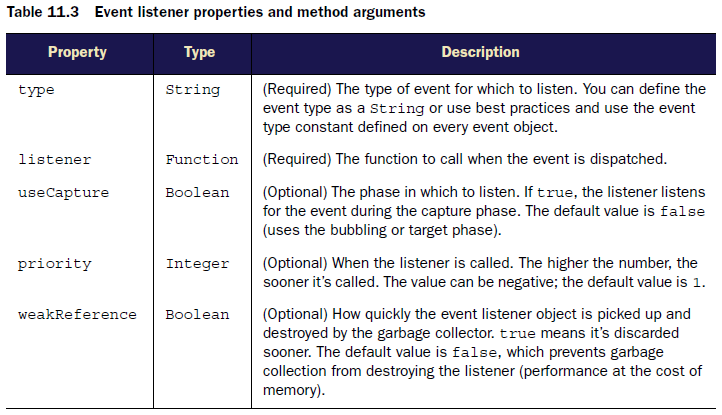 Table 11.3 Event listener properties and method arguments
Property Type Description
type String (Required) The type of event for which to listen. You can define the
event type as a String or use best practices and use the event
type constant defined on every event object.
listener Function (Required) The function to call when the event is dispatched.
useCapture Boolean (Optional) The phase in which to listen. If true, the listener listens
for the event during the capture phase. The default value is false
(uses the bubbling or target phase).
priority Integer (Optional) When the listener is called. The higher the number, the
sooner it's called. The value can be negative; the default value is 1.
weakReference Boolean (Optional) How quickly the event listener object is picked up and
destroyed by the garbage collector. true means it's discarded
sooner. The default value is false, which prevents garbage
collection from destroying the listener (performance at the cost of
memory).